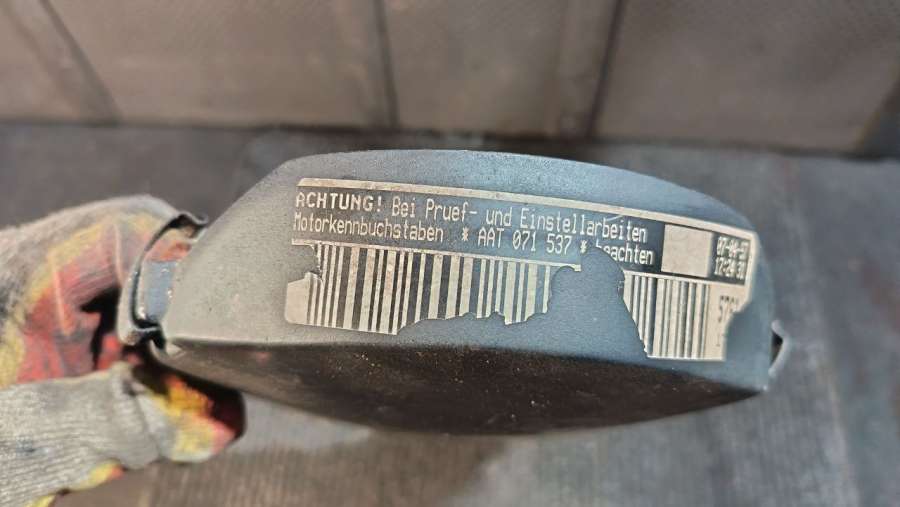 ACHTUNG! Bei Pruef- und Einstellarbeiten
Motorkennbuchstaben * AAT 071 537 * beachten